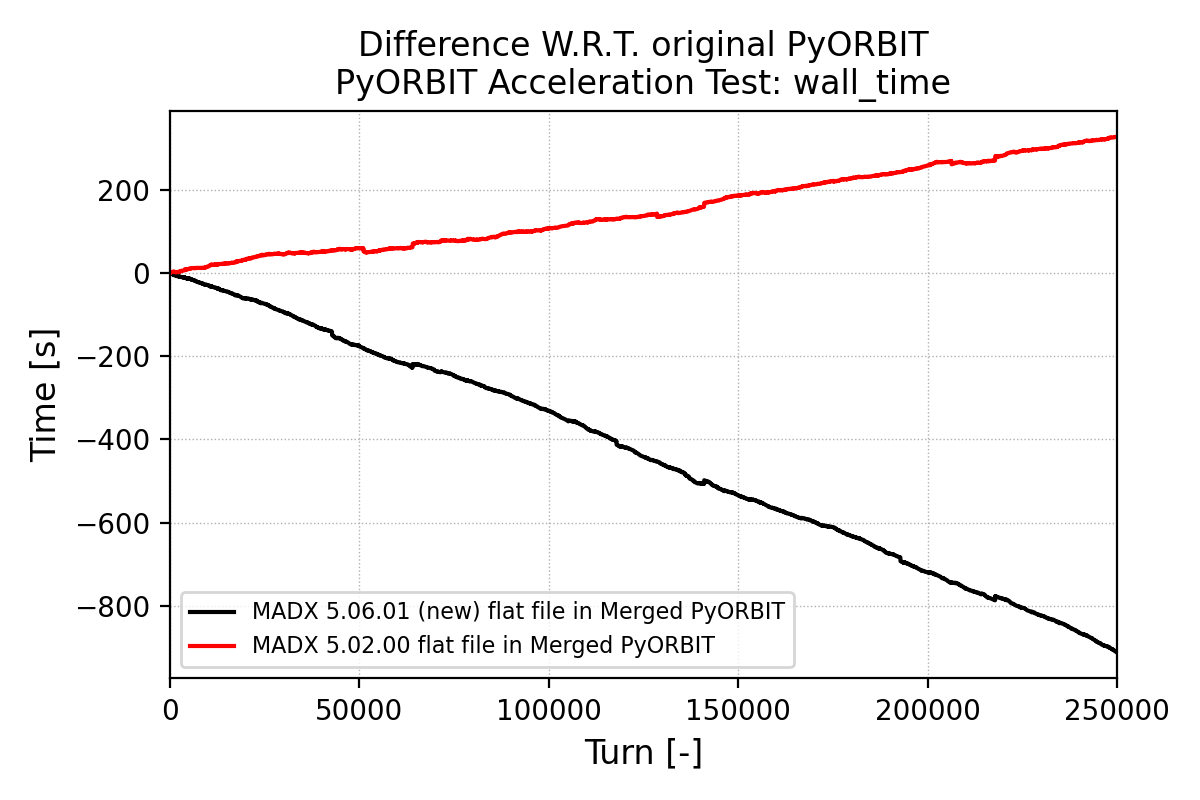 Difference W.R.T. original PyORBIT
PyORBIT Acceleration Test: wall_time
Time [s]
200
0
−200
−400
−600
−800
MADX 5.06.01 (new) flat file in Merged PyORBIT
MADX 5.02.00 flat file in Merged PyORBIT
0 50000 100000 150000 200000 250000
Turn [-]